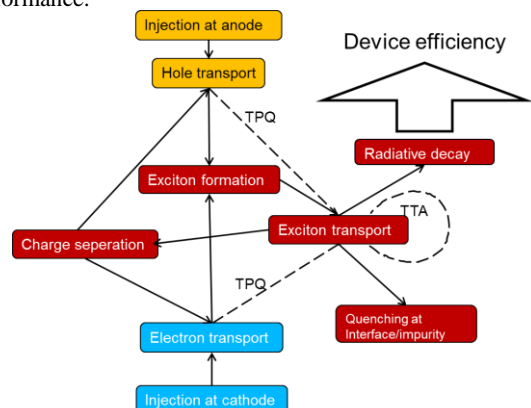 formance.
Injection at anode
Device efficiency
Hole transport
TPQ
Radiative decay
Exciton formation
TTA
Exciton transport
Charge seperation
TPQ
Quenching at
Interface/impurity
Electron transport
Injection at cathode